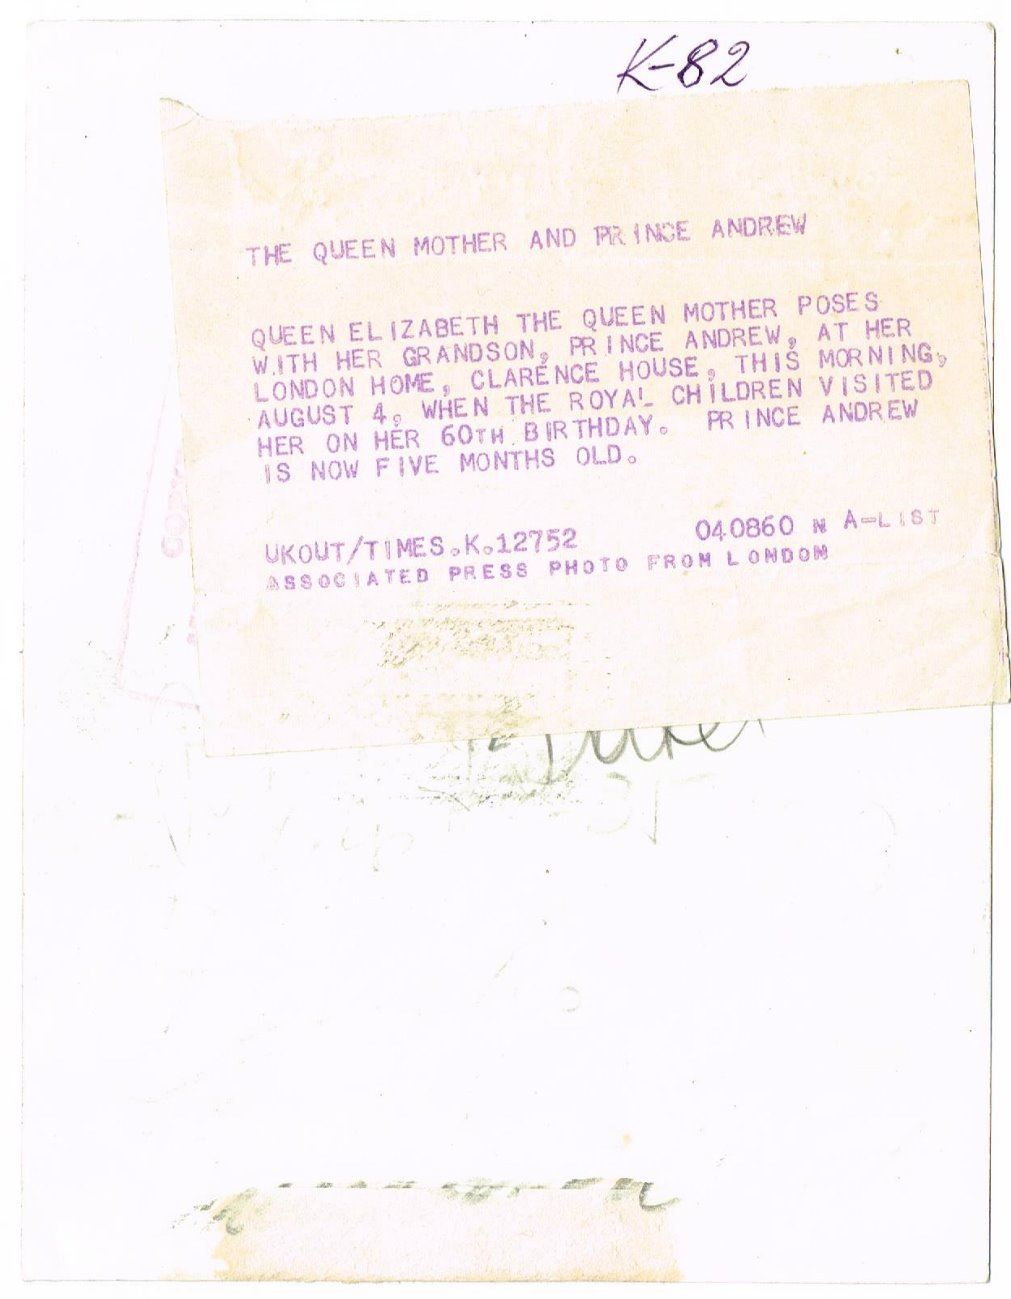 K-82
THE QUEEN MOTHER AND PRINCE ANDREW
QUEEN ELIZABETH THE QUEEN MOTHER POSES
WITH HER GRANDSON, PRINCE ANDREW, AT HER
LONDON HOME, CLARENCE HOUSE, THIS MORNING,
AUGUST 4, WHEN THE ROYAL CHILDREN VISITED
HER ON HER 60TH BIRTHDAY. PRINCE ANDREW
IS NOW FIVE MONTHS OLD.
UKOUT/TIMES.K.12752 040860 N A-LIST
ASSOCIATED PRESS PHOTO FROM LONDON